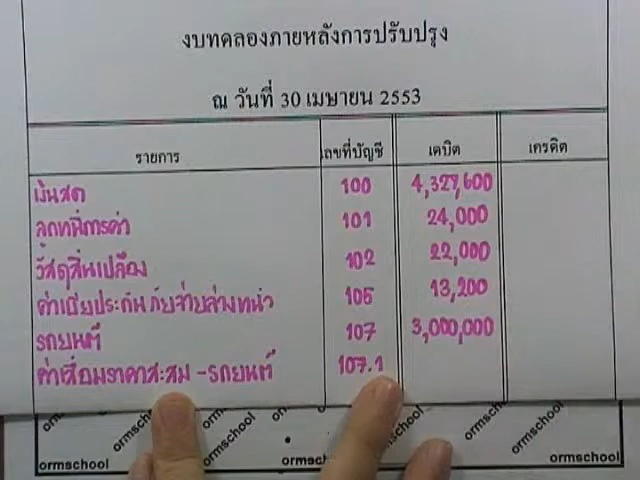 งบทดลองภายหลังการปรับปรุง
ณ วันที่ 30 เมษายน 2553
รายการ เลขที่บัญชี เดบิต เครดิต
เงินสด 100 4,327,600
ลูกหนี้การค้า 101 24,000
วัสดุสิ้นเปลือง 102 22,000
ค่าเบี้ยประกันภัยจ่ายล่วงหน้า 105 13,200
รถยนต์ 107 3,000,000
ค่าเสื่อมราคาสะสม -รถยนต์ 107.1
ormschool
ormschool
ormschool
ormschool
ormschool
ormschool